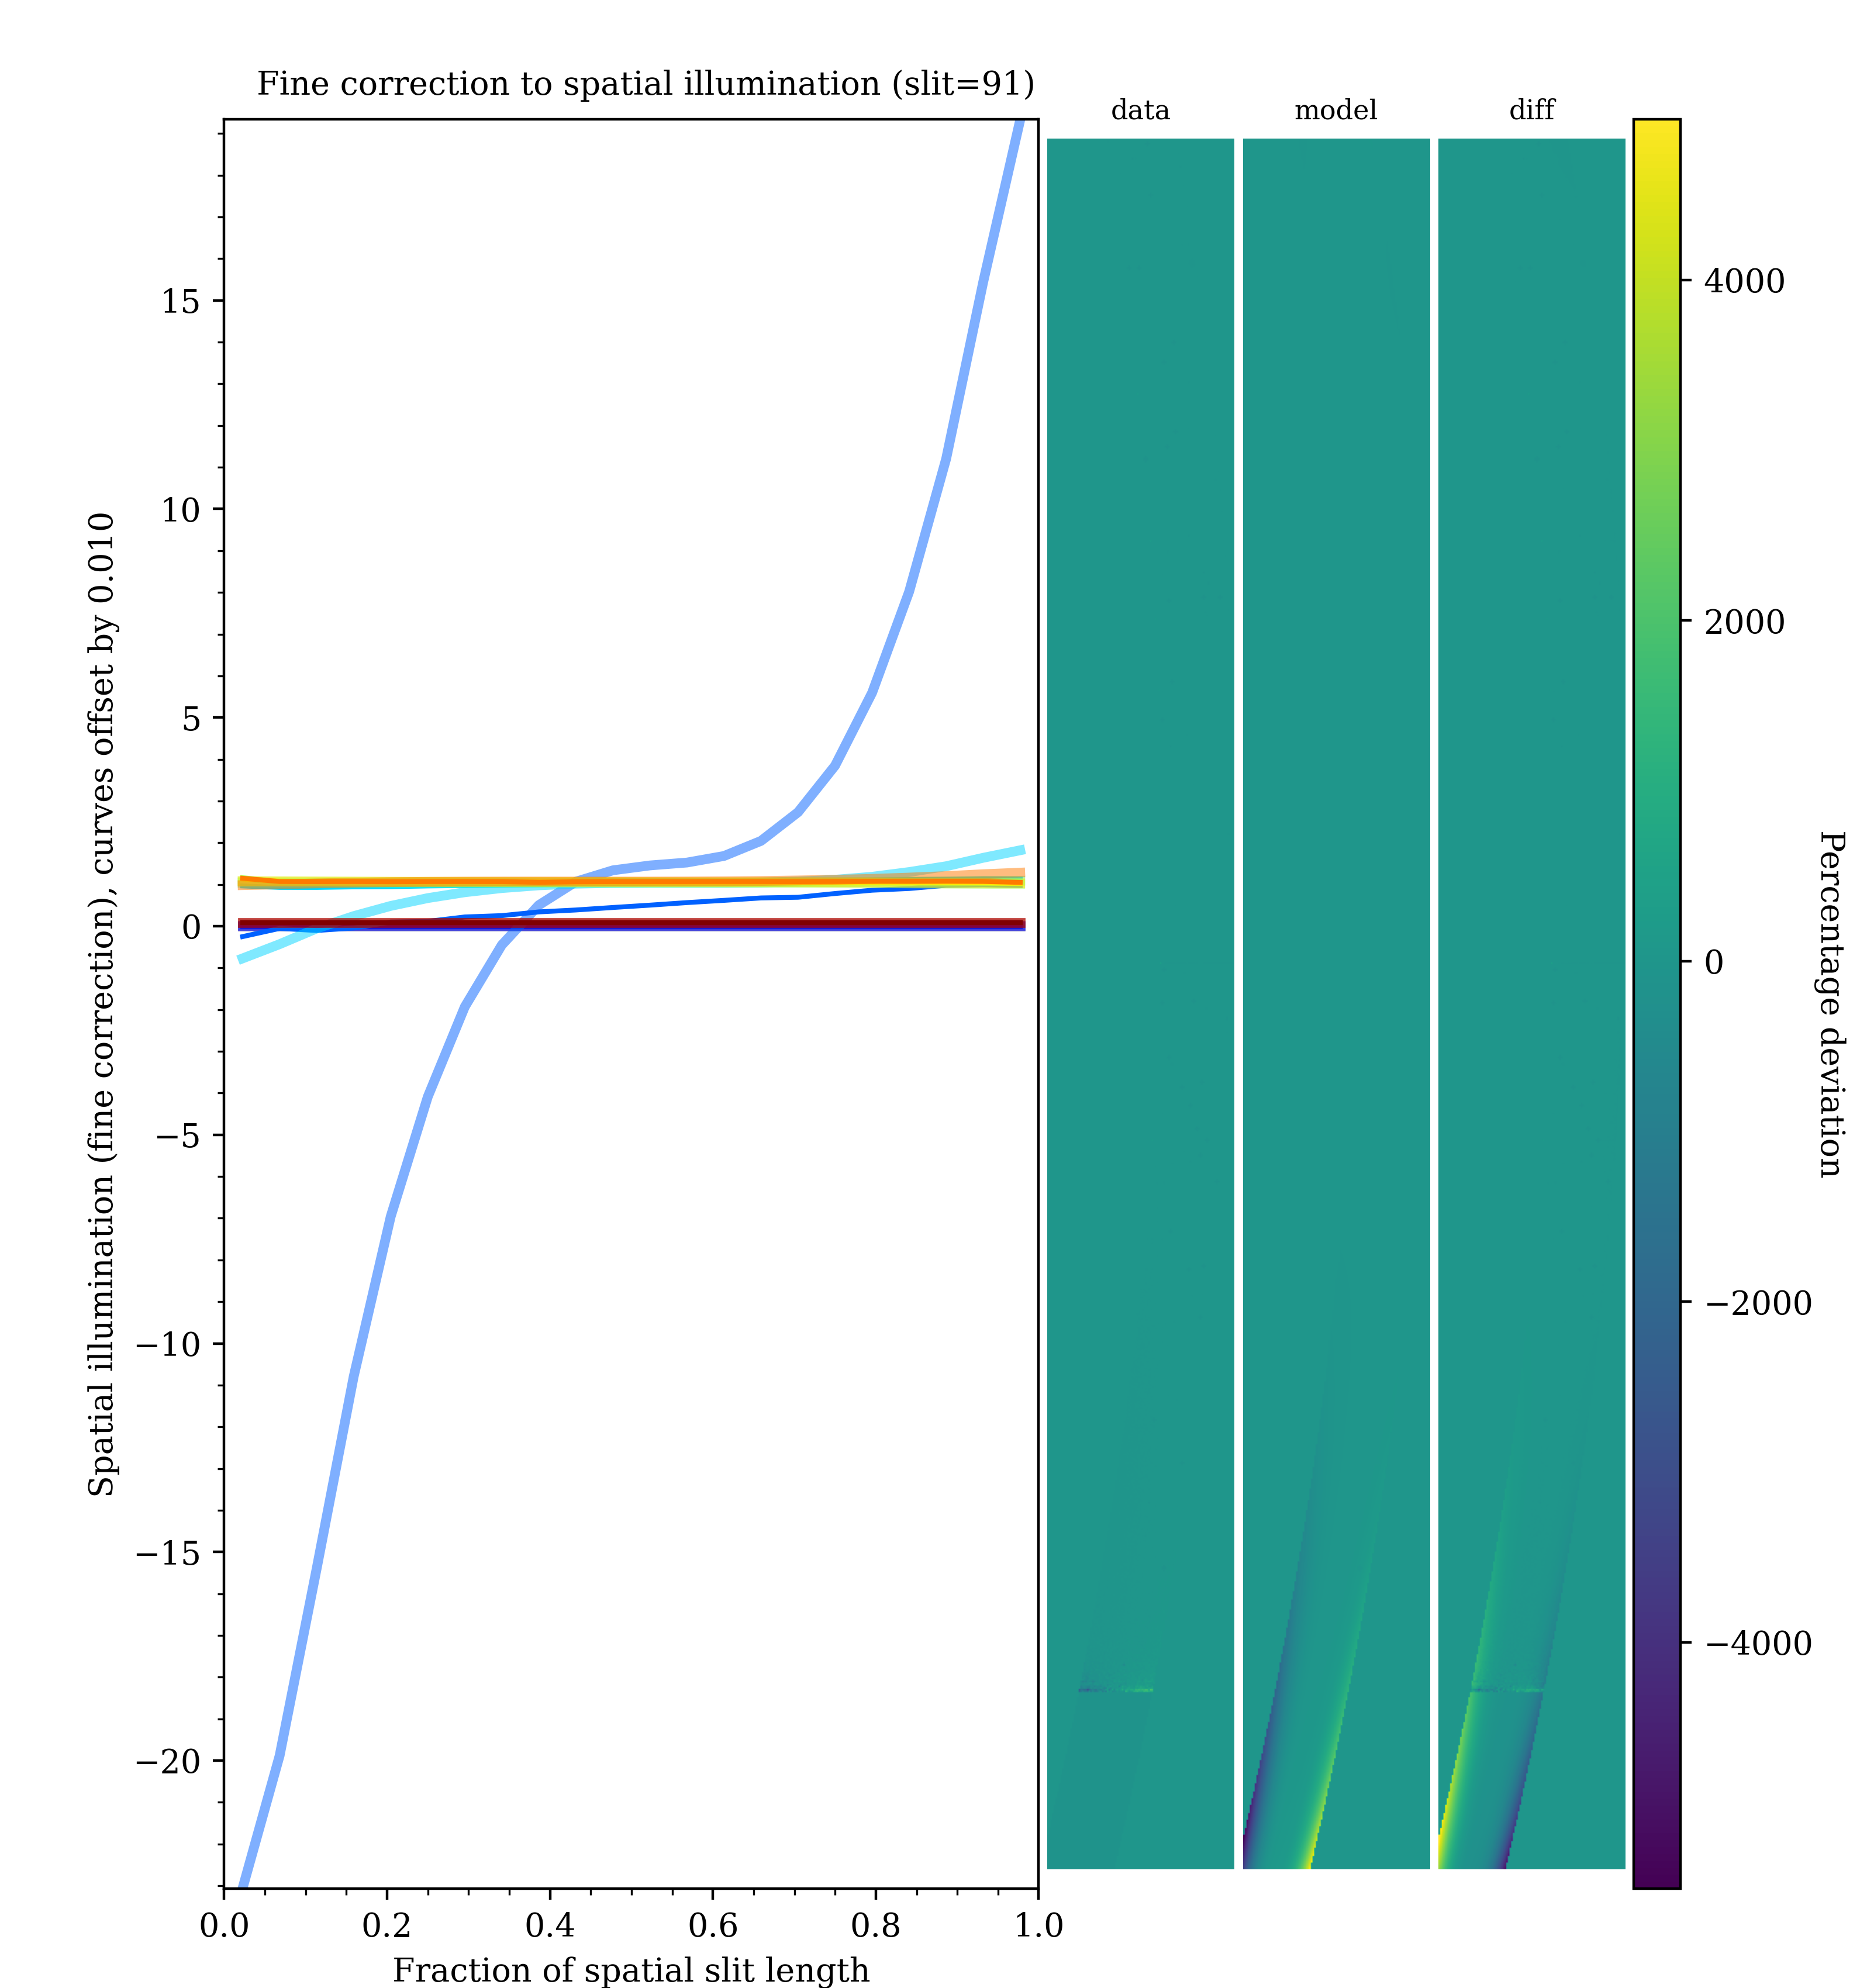 Fine correction to spatial illumination (slit=91)
data
model
diff
15
10
5
0
−5
−10
−15
−20
Spatial illumination (fine correction), curves offset by 0.010
0.0
0.2
0.4
0.6
0.8
1.0
Fraction of spatial slit length
4000
2000
0
−2000
−4000
Percentage deviation